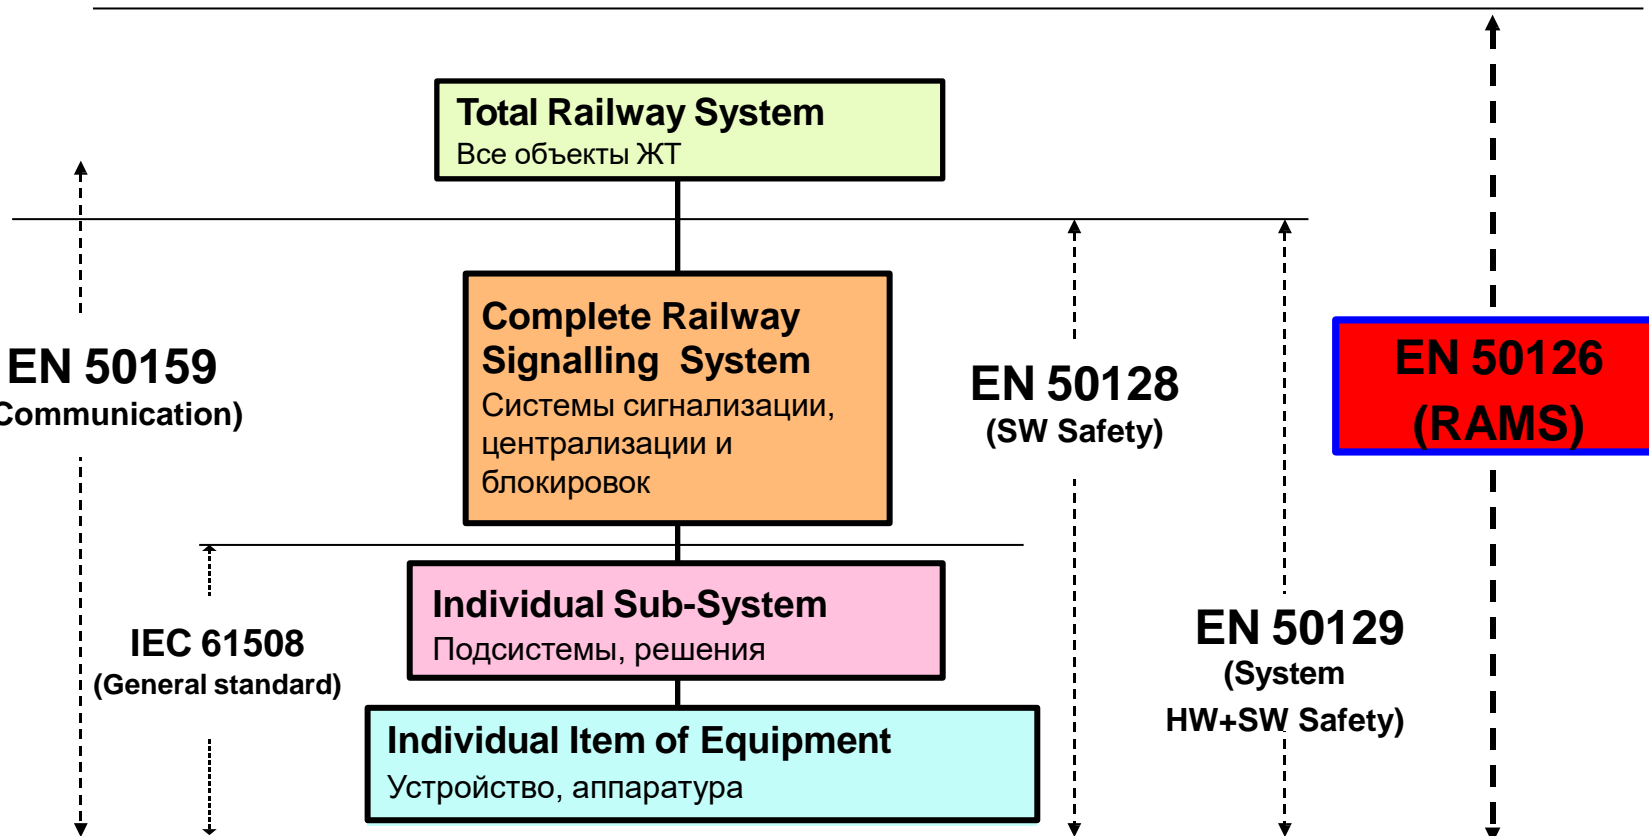 Total Railway System
Все объекты ЖТ
Complete Railway
Signalling System
Системы сигнализации,
централизации и
блокировок
EN 50159
Communication)
EN 50128
(SW Safety)
EN 50126
(RAMS)
Individual Sub-System
Подсистемы, решения
IEC 61508
(General standard)
EN 50129
(System
HW+SW Safety)
Individual Item of Equipment
Устройство, аппаратура